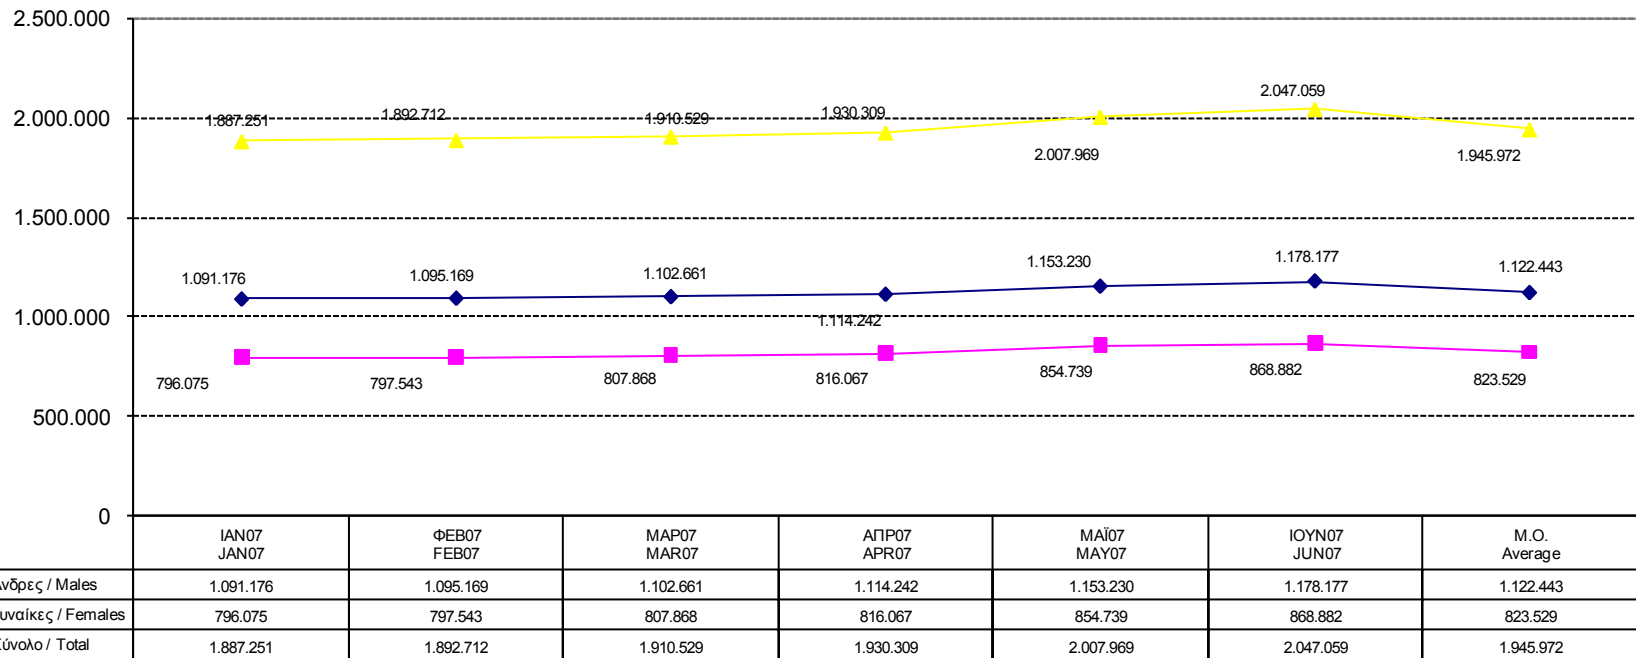 2.500.000
2.047.059
1.887.251 1.892.712 1.910.529 1.930.309
2.000.000
2.007.969 1.945.972
1.500.000
1.091.176 1.095.169 1.102.661 1.153.230 1.178.177 1.122.443
1.000.000
1.114.242
796.075 797.543 807.868 816.067 854.739 868.882 823.529
500.000
0
ΙΑΝ07 ΦΕΒ07 ΜΑΡ07 ΑΠΡ07 ΜΑΪ07 ΙΟΥΝ07 Μ.Ο.
JAN07 FEB07 MAR07 APR07 MAY07 JUN07 Average
νδρες / Males 1.091.176 1.095.169 1.102.661 1.114.242 1.153.230 1.178.177 1.122.443
υναίκες / Females 796.075 797.543 807.868 816.067 854.739 868.882 823.529
ύνολο / Total 1.887.251 1.892.712 1.910.529 1.930.309 2.007.969 2.047.059 1.945.972